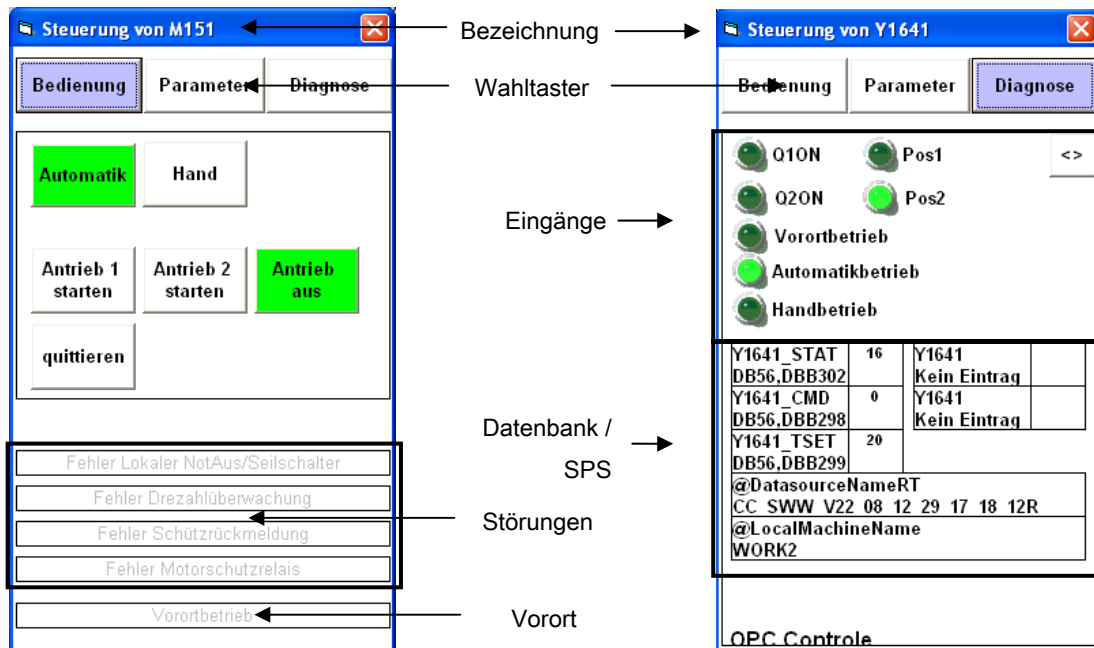 Steuerung von M151
Bedienung Parameter Diagnose
Automatik Hand
Antrieb 1 starten
Antrieb 2 starten
Antrieb aus
quittieren
Fehler Lokaler NotAus/Seilschalter
Fehler Drezahlüberwachung
Fehler Schützrückmeldung
Fehler Motorschutzrelais
Vorortbetrieb
Bezeichnung
Wahltaster
Eingänge
Datenbank /
SPS
Störungen
Vorort
Steuerung von Y1641
Bedienung Parameter Diagnose
Q1ON Pos1 <>
Q2ON Pos2
Vorortbetrieb
Automatikbetrieb
Handbetrieb
Y1641_STAT 16 Y1641
DB56,DBB302 Kein Eintrag
Y1641_CMD 0 Y1641
DB56,DBB298 Kein Eintrag
Y1641_TSET 20
DB56,DBB299
@DatasourceNameRT
CC_SWW_V22_08_12_29_17_18_12R
@LocalMachineName
WORK2
OPC Controle